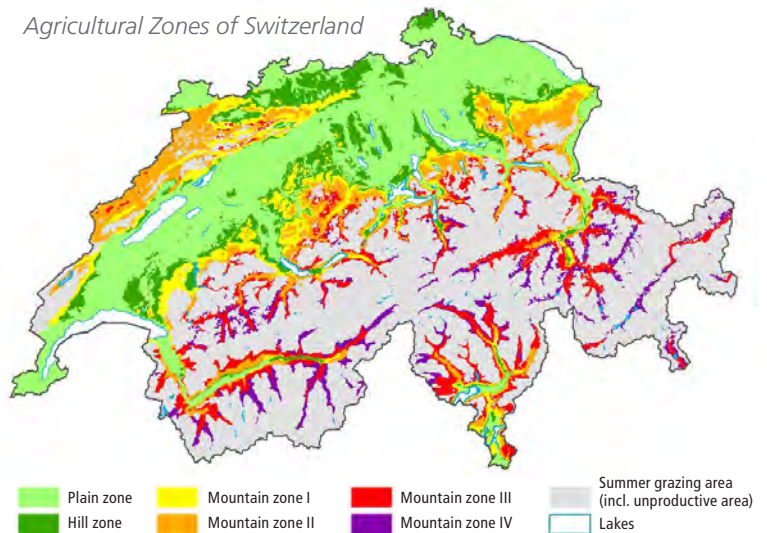 Agricultural Zones of Switzerland
Plain zone
Hill zone
Mountain zone I
Mountain zone II
Mountain zone III
Mountain zone IV
Summer grazing area
(incl. unproductive area)
Lakes